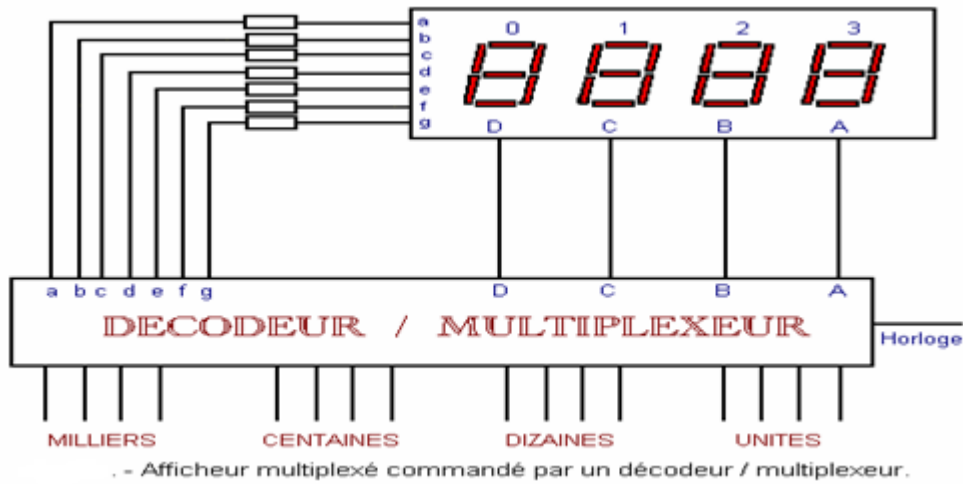 0 1 2 3
a
b
c
d
e
f
g
D C B A
a b c d e f g D C B A
DECODEUR / MULTIPLEXEUR
Horloge
MILLIERS CENTAINES DIZAINES UNITES
. - Afficheur multiplexé commandé par un décodeur / multiplexeur.